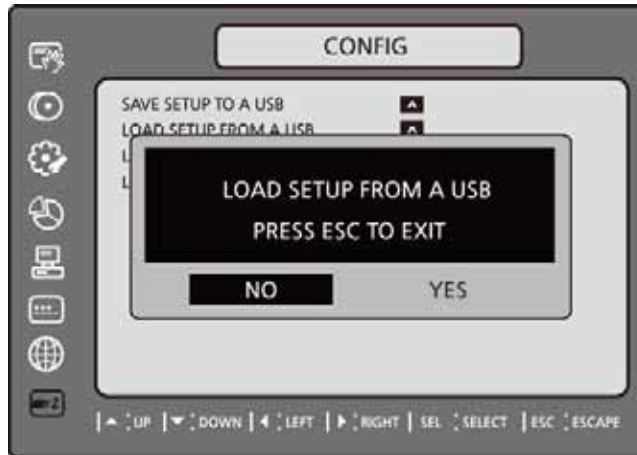 CONFIG
SAVE SETUP TO A USB
LOAD SETUP FROM A USB
L
L
LOAD SETUP FROM A USB
PRESS ESC TO EXIT
NO YES
UP DOWN LEFT RIGHT SEL SELECT ESC ESCAPE